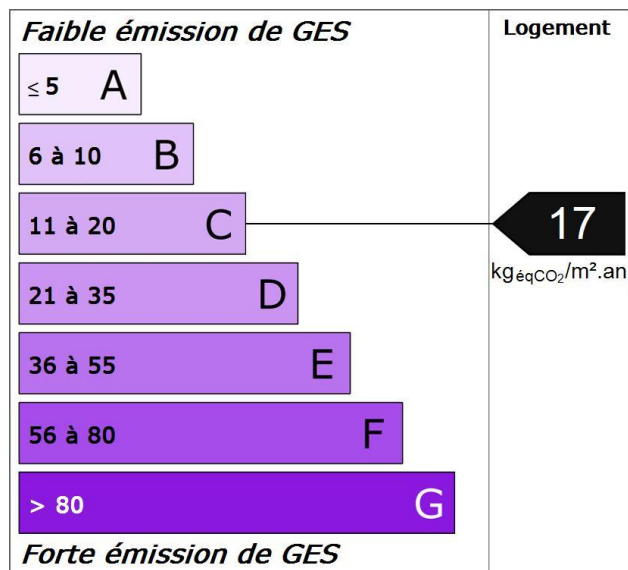 Faible émission de GES
Logement
≤ 5 A
6 à 10 B
11 à 20 C
17
kgéqCO₂/m².an
21 à 35 D
36 à 55 E
56 à 80 F
> 80 G
Forte émission de GES